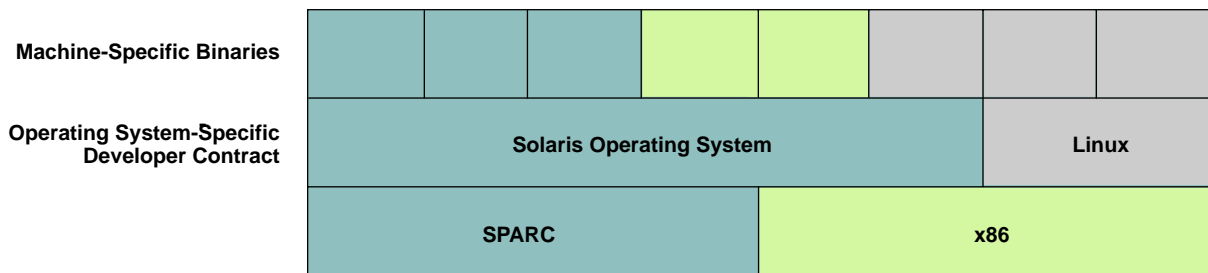 Machine-Specific Binaries
Operating System-Specific
Developer Contract
Solaris Operating System
Linux
SPARC
x86